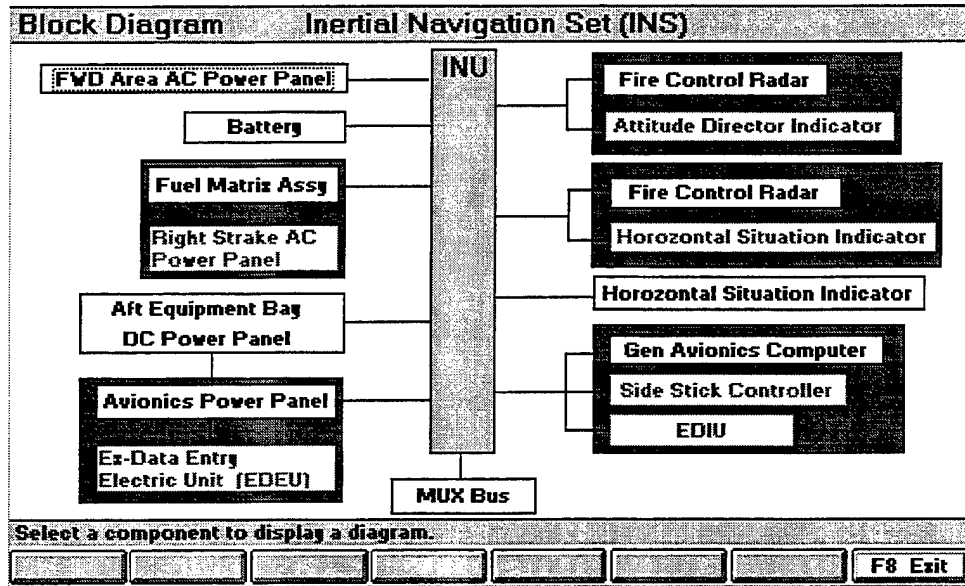 Block Diagram Inertial Navigation Set (INS)
FWD Area AC Power Panel
Battery
Fuel Matriz Assy
Right Strake AC
Power Panel
Aft Equipment Bay
DC Power Panel
Avionics Power Panel
Ex-Data Entry
Electric Unit (EDEU)
INU
MUX Bus
Fire Control Radar
Attitude Director Indicator
Fire Control Radar
Horozontal Situation Indicator
Horozontal Situation Indicator
Gen Avionics Computer
Side Stick Controller
EDIU
Select a component to display a diagram.
F8 Exit